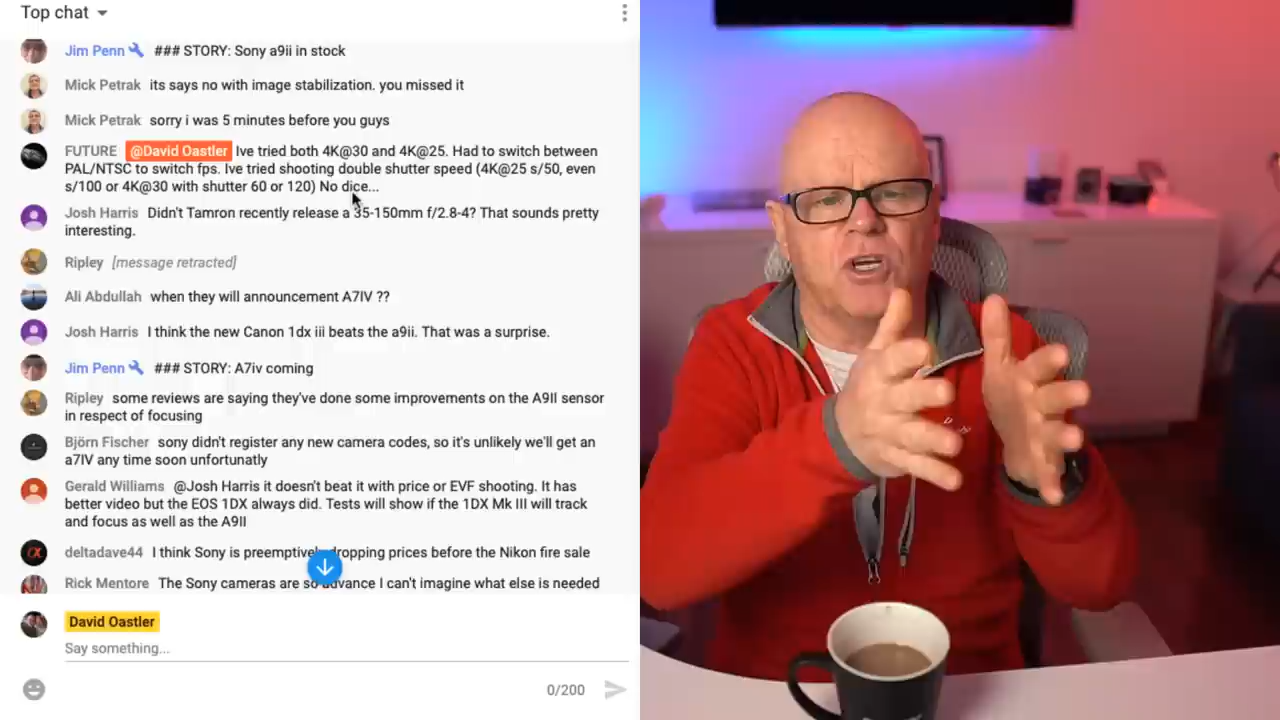 Top chat
Jim Penn ### STORY: Sony a9ii in stock
Mick Petrak its says no with image stabilization. you missed it
Mick Petrak sorry i was 5 minutes before you guys
FUTURE @David Oastler Ive tried both 4K@30 and 4K@25. Had to switch between
PAL/NTSC to switch fps. Ive tried shooting double shutter speed (4K@25 s/50, even
s/100 or 4K@30 with shutter 60 or 120) No dice...
Josh Harris Didn't Tamron recently release a 35-150mm f/2.8-4? That sounds pretty
interesting.
Ripley [message retracted]
Ali Abdullah when they will announcement A7IV ??
Josh Harris I think the new Canon 1dx iii beats the a9ii. That was a surprise.
Jim Penn ### STORY: A7iv coming
Ripley some reviews are saying they've done some improvements on the A9II sensor
in respect of focusing
Björn Fischer sony didn't register any new camera codes, so it's unlikely we'll get an
a7IV any time soon unfortunatly
Gerald Williams @Josh Harris it doesn't beat it with price or EVF shooting. It has
better video but the EOS 1DX always did. Tests will show if the 1DX Mk III will track
and focus as well as the A9II
deltadave44 I think Sony is preemptively dropping prices before the Nikon fire sale
Rick Mentore The Sony cameras are so advance I can't imagine what else is needed
David Oastler
Say something...
0/200